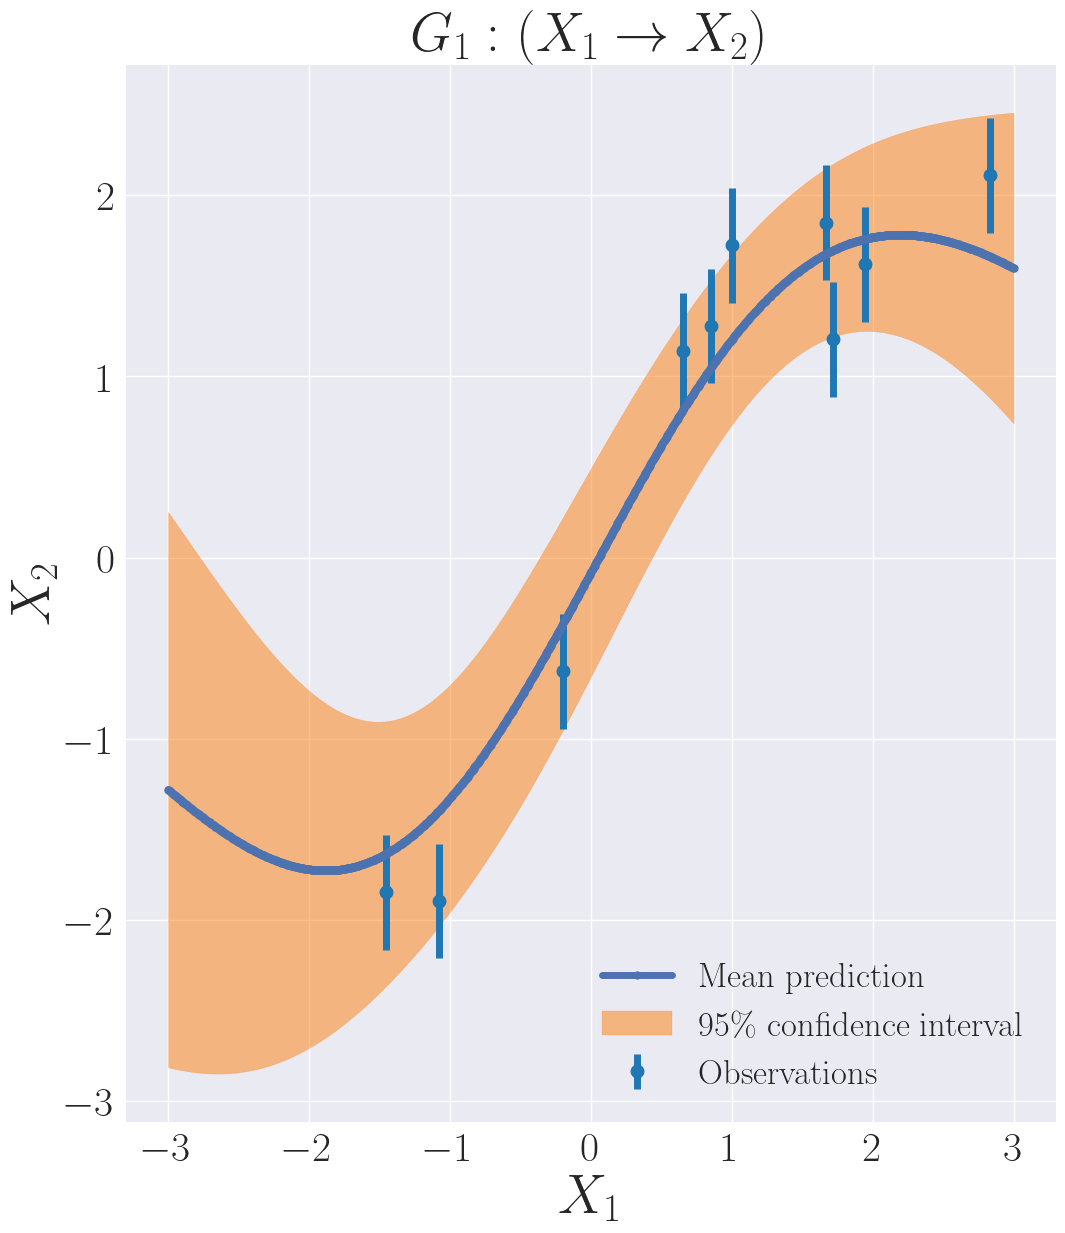 G₁ : (X₁ → X₂)
2
1
0
−1
−2
−3
X₂
Mean prediction
95% confidence interval
Observations
−3 −2 −1 0 1 2 3
X₁